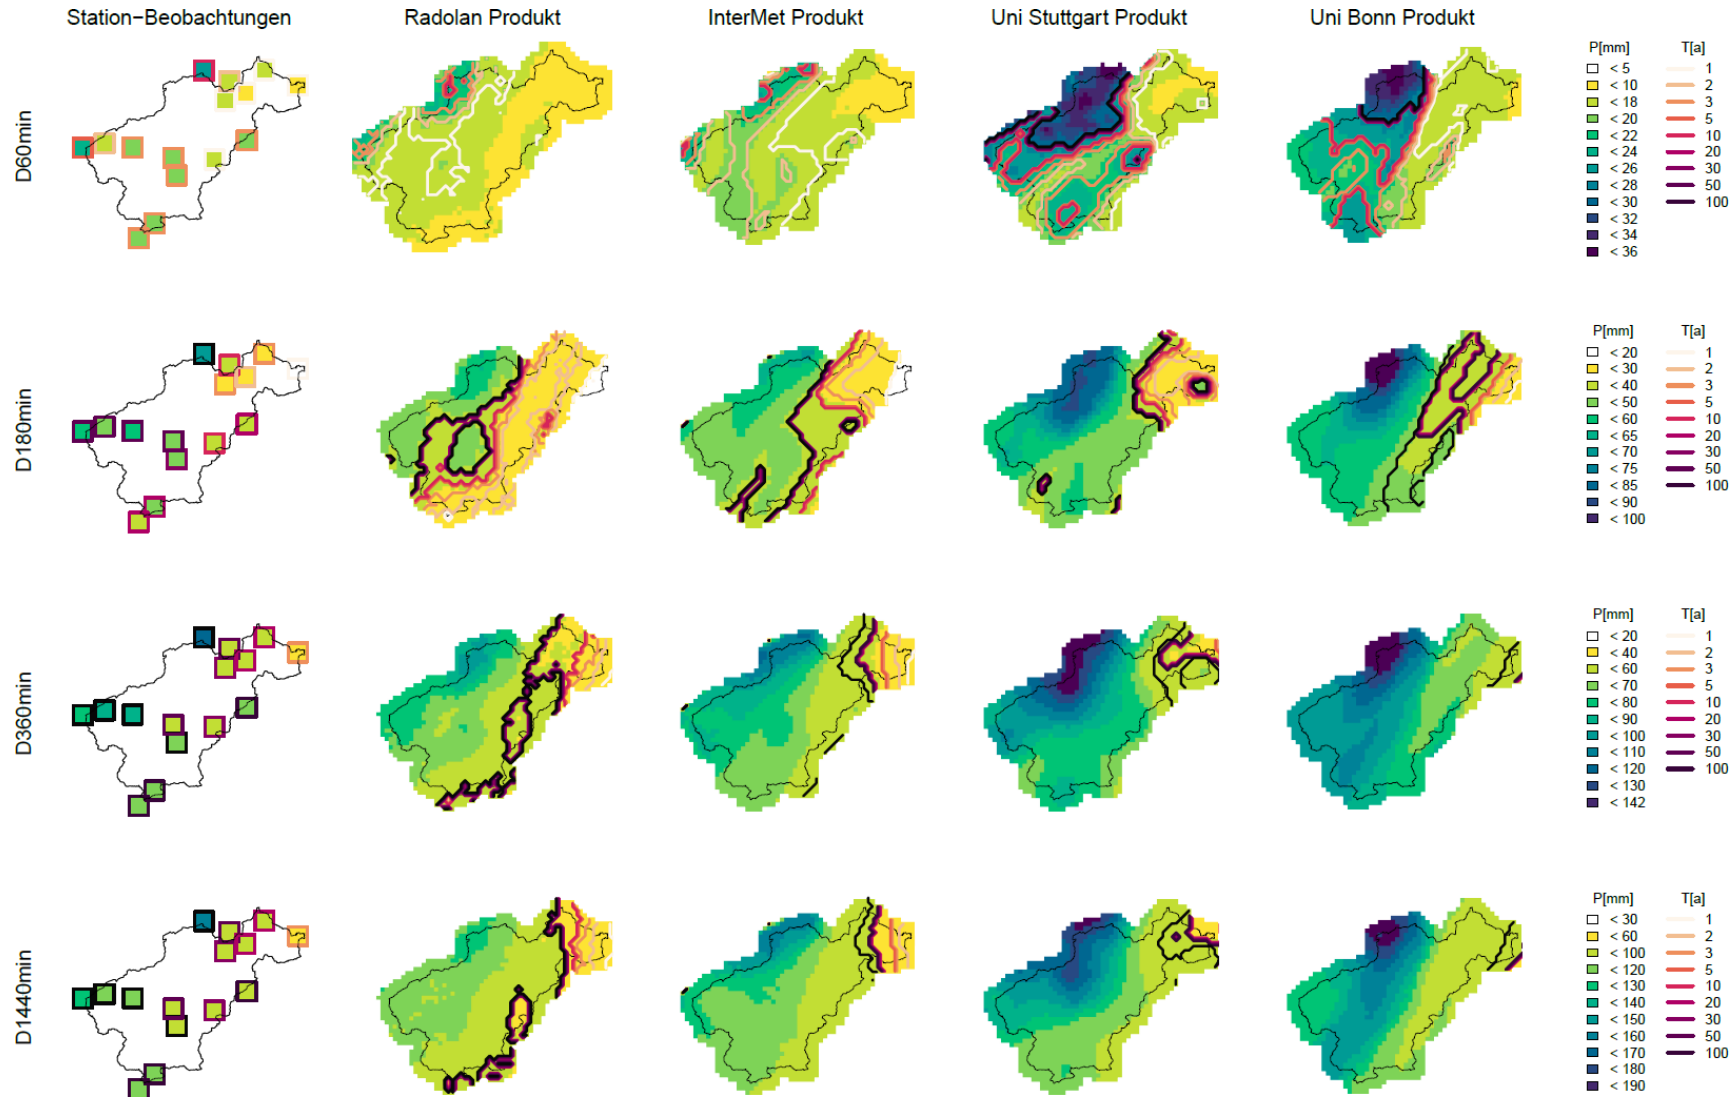 Station−Beobachtungen
Radolan Produkt
InterMet Produkt
Uni Stuttgart Produkt
Uni Bonn Produkt
D60min
P[mm] T[a]
< 5 1
< 10 2
< 18 3
< 20 5
< 22 10
< 24 20
< 26 30
< 28 50
< 30 100
< 32
< 34
< 36
D180min
P[mm] T[a]
< 20 1
< 30 2
< 40 3
< 50 5
< 60 10
< 65 20
< 70 30
< 75 50
< 85 100
< 90
< 100
D360min
P[mm] T[a]
< 20 1
< 40 2
< 60 3
< 70 5
< 80 10
< 90 20
< 100 30
< 110 50
< 120 100
< 130
< 142
D1440min
P[mm] T[a]
< 30 1
< 60 2
< 100 3
< 120 5
< 130 10
< 140 20
< 150 30
< 160 50
< 170 100
< 180
< 190